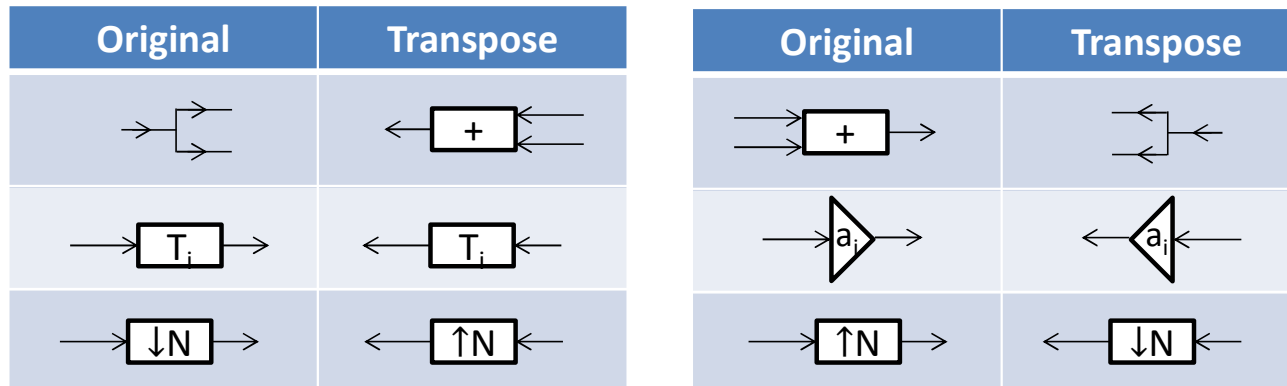 Original Transpose
+
Tᵢ Tᵢ
↓N ↑N
Original Transpose
+
aᵢ aᵢ
↑N ↓N